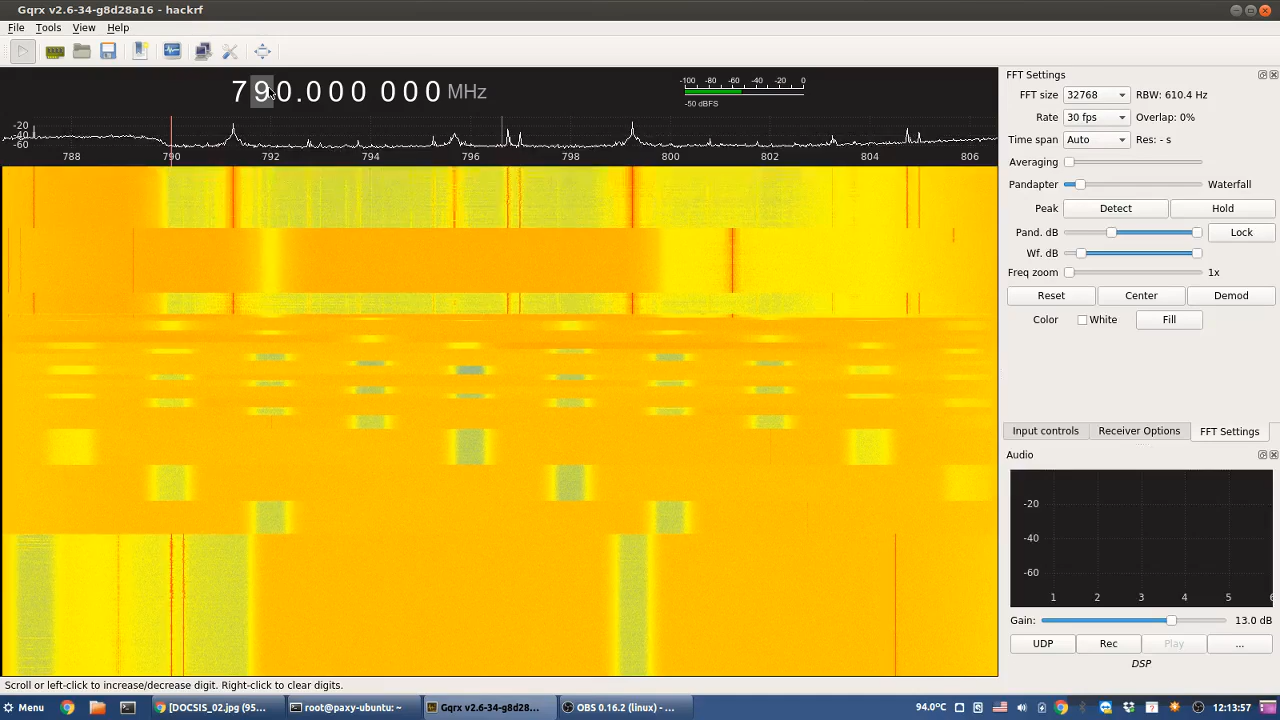 Gqrx v2.6-34-g8d28a16 - hackrf
File Tools View Help
790.000 000 MHz
-100 -80 -60 -40 -20 0
-50 dBFS
-20
-40
-60
788 790 792 794 796 798 800 802 804 806
FFT Settings
FFT size 32768 RBW: 610.4 Hz
Rate 30 fps Overlap: 0%
Time span Auto Res: - s
Averaging
Pandapter Waterfall
Peak Detect Hold
Pand. dB Lock
Wf. dB
Freq zoom 1x
Reset Center Demod
Color White Fill
Input controls Receiver Options FFT Settings
Audio
-20
-40
-60
1 2 3 4 5 6
Gain: 13.0 dB
UDP Rec Play ...
DSP
Scroll or left-click to increase/decrease digit. Right-click to clear digits.
Menu [DOCSIS_02.jpg (95... root@paxy-ubuntu: ~ Gqrx v2.6-34-g8d28... OBS 0.16.2 (linux) - ... 94.0°C 12:13:57